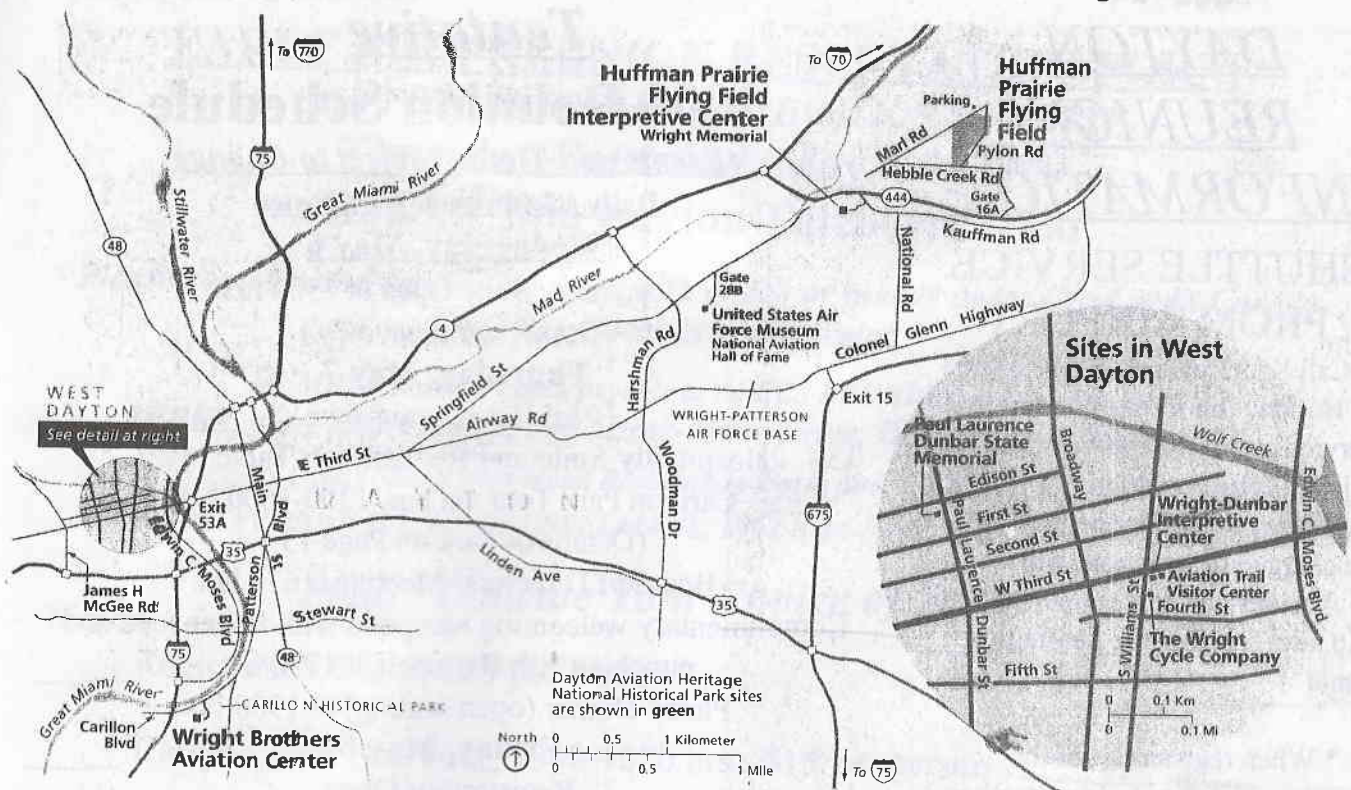 To 770
To 70
Huffman Prairie
Flying Field
Interpretive Center
Wright Memorial
Huffman
Prairie
Flying
Field
Parking
Marl Rd
Pylon Rd
Hebble Creek Rd
Gate
16A
444
Kauffman Rd
National Rd
75
Great Miami River
Stillwater River
48
Mad River
4
Gate
28B
United States Air
Force Museum
National Aviation
Hall of Fame
Colonel Glenn Highway
Harshman Rd
Springfield St
Airway Rd
WRIGHT-PATTERSON
AIR FORCE BASE
Exit 15
WEST
DAYTON
See detail at right
E Third St
Main St
Exit
53A
Edwin C. Moses Blvd
35
Patterson Blvd
Woodman Dr
675
Linden Ave
35
James H
McGee Rd
Stewart St
75
48
Great Miami River
CARILLON HISTORICAL PARK
Carillon
Blvd
Wright Brothers
Aviation Center
Dayton Aviation Heritage
National Historical Park sites
are shown in green
North
0 0.5 1 Kilometer
0 0.5 1 Mile
To 75
Sites in West
Dayton
Wolf Creek
Paul Laurence
Dunbar State
Memorial
Broadway
Edison St
First St
Second St
W Third St
Paul Laurence Dunbar St
Wright-Dunbar
Interpretive
Center
Edwin C. Moses Blvd
Aviation Trail
Visitor Center
Fourth St
S Williams St
The Wright
Cycle Company
Fifth St
0 0.1 Km
0 0.1 Mi